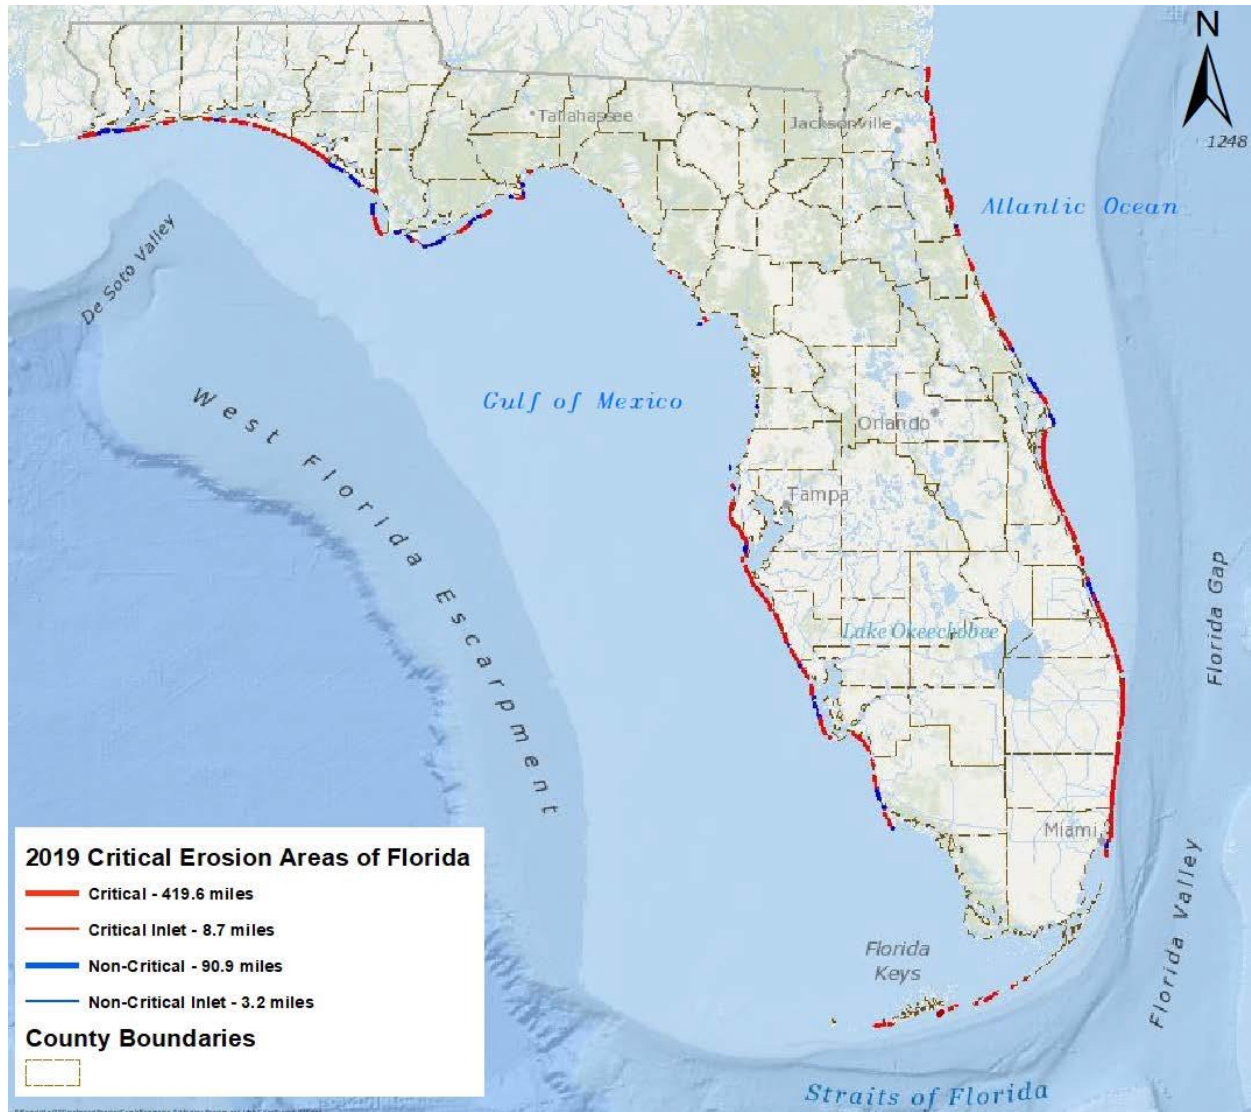 N
1248
Tallahassee
Jacksonville
Atlantic Ocean
De Soto Valley
Gulf of Mexico
West Florida Escarpment
Orlando
Tampa
Lake Okeechobee
Florida Gap
Miami
Florida Valley
Florida
Keys
Straits of Florida
2019 Critical Erosion Areas of Florida
Critical - 419.6 miles
Critical Inlet - 8.7 miles
Non-Critical - 90.9 miles
Non-Critical Inlet - 3.2 miles
County Boundaries